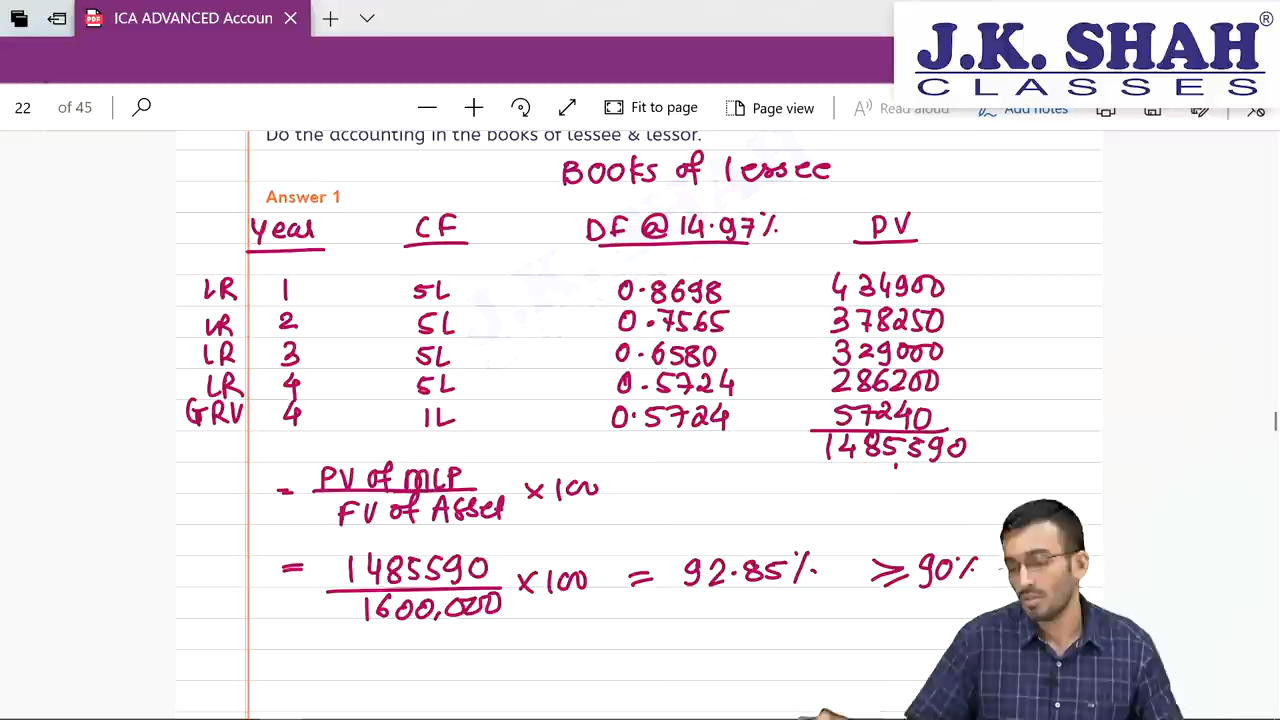 ICA ADVANCED Accoun
J.K. SHAH®
CLASSES
22 of 45
Fit to page
Page view
Read aloud
Add notes
Do the accounting in the books of lessee & lessor.
Books of lessee
Answer 1
Year CF DF @ 14.97% PV
LR 1 5L 0.8698 434900
LR 2 5L 0.7565 378250
LR 3 5L 0.6580 329000
LR 4 5L 0.5724 286200
GRV 4 1L 0.5724 57240
1485590
= PV of MLP
FV of Asset × 100
= 1485590
1600,000 × 100 = 92.85% ⩾ 90%